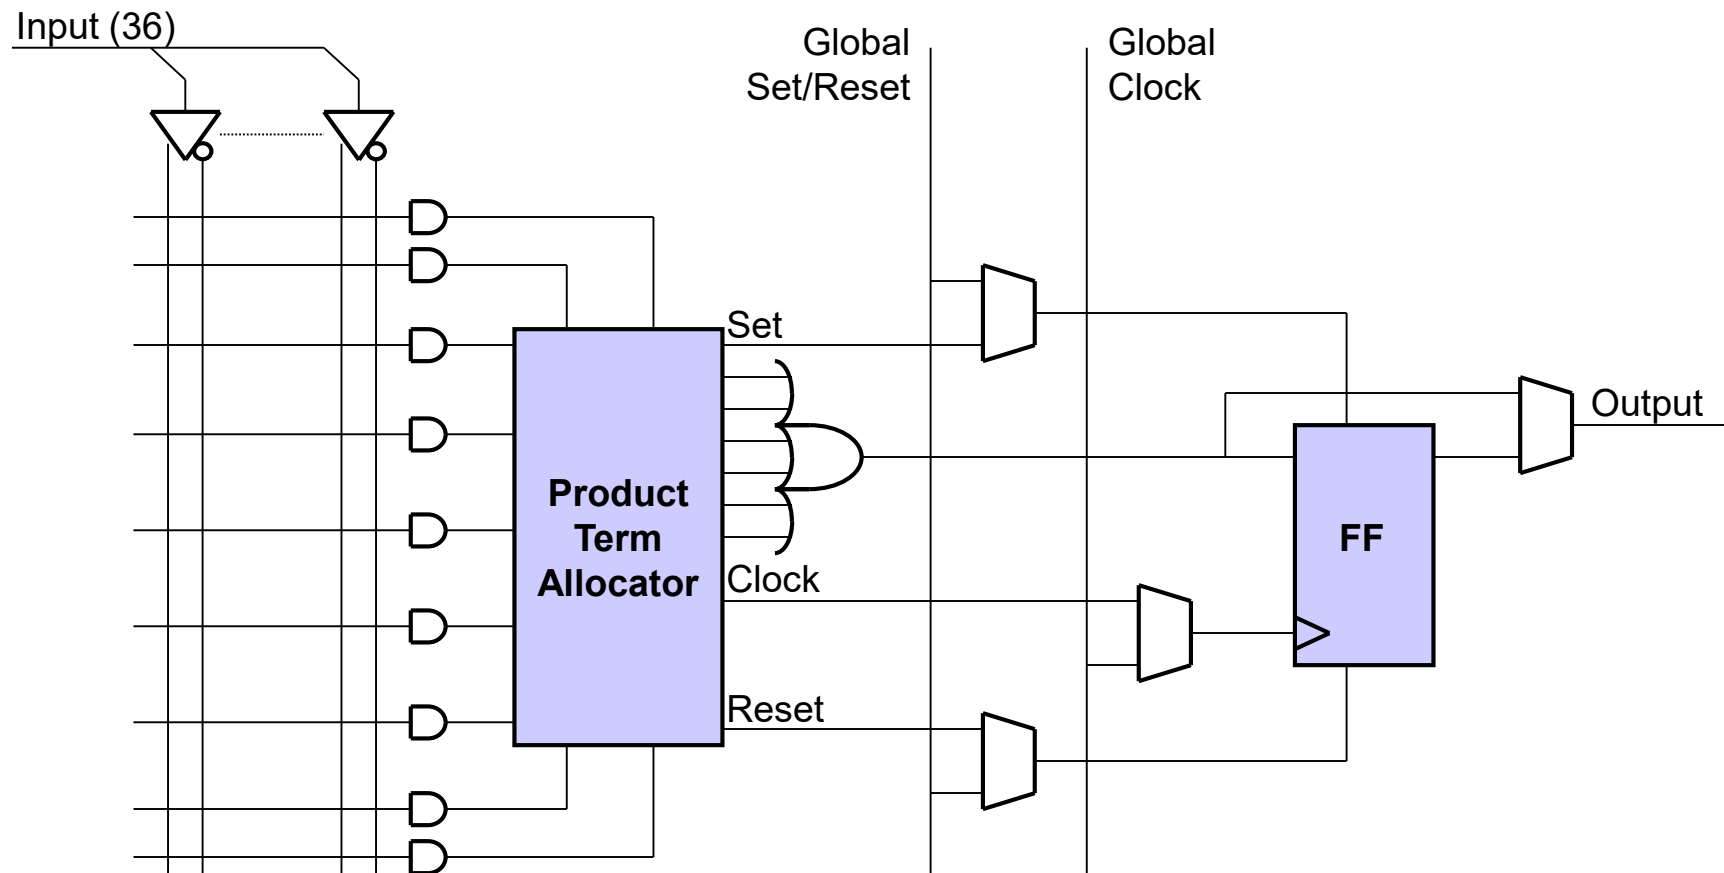 Input (36)
Global
Set/Reset
Global
Clock
Set
Product
Term
Allocator
Clock
Reset
FF
Output